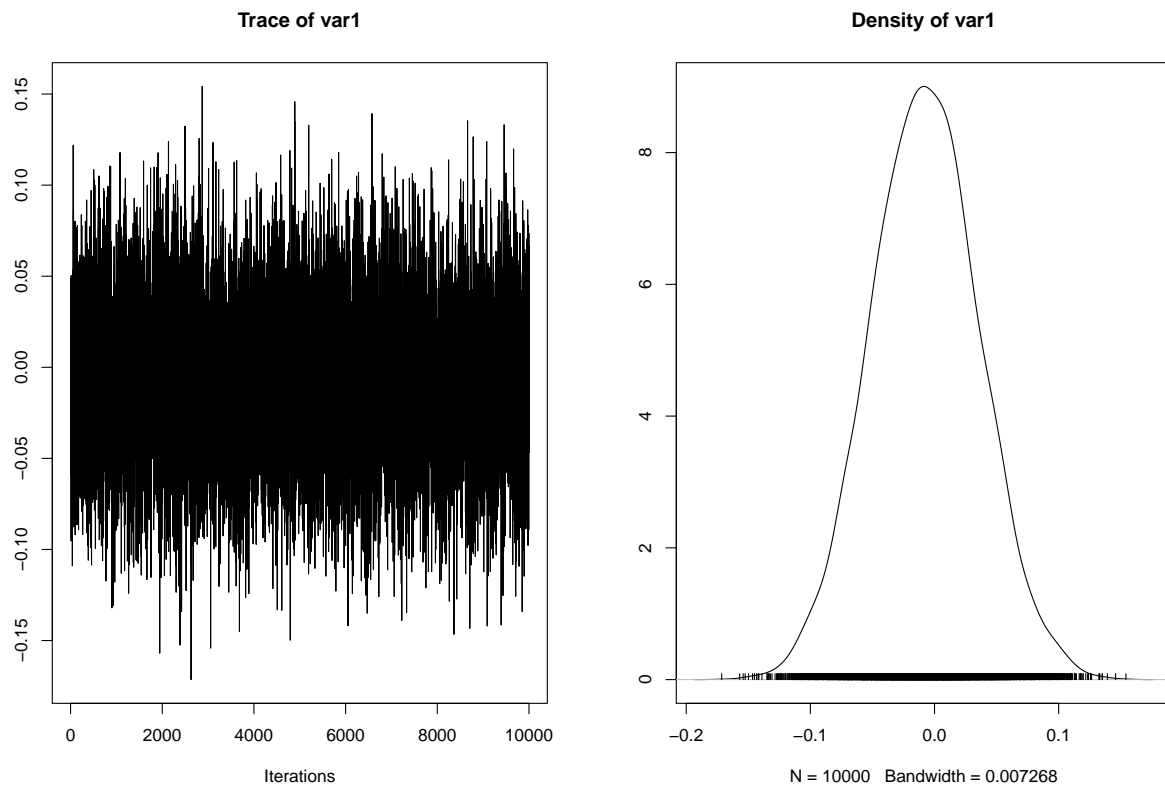 Trace of var1
0.15
0.10
0.05
0.00
−0.05
−0.10
−0.15
0 2000 4000 6000 8000 10000
Iterations
Density of var1
8
6
4
2
0
−0.2 −0.1 0.0 0.1
N = 10000 Bandwidth = 0.007268